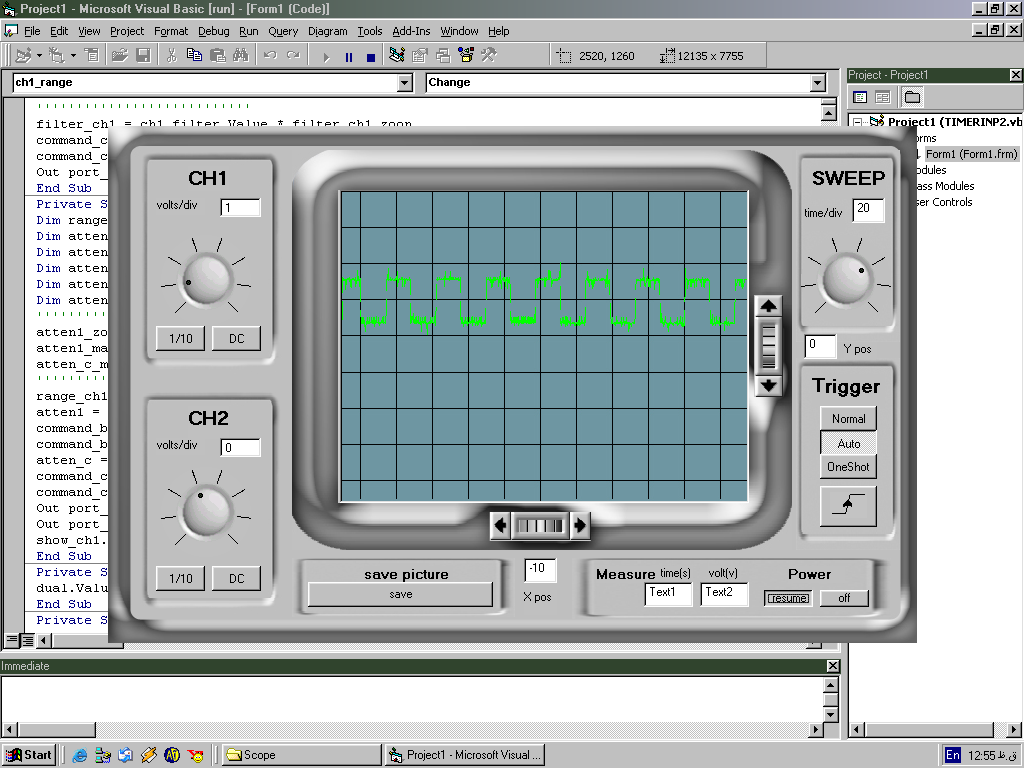 Project1 - Microsoft Visual Basic [run] - [Form1 (Code)]
File Edit View Project Format Debug Run Query Diagram Tools Add-Ins Window Help
2520, 1260 12135 x 7755
ch1_range Change
Project - Project1
''''''''''''''''''''''''''
filter_ch1 = ch1_filter.Value * filter_ch1_zoon
command_c
command_c
Out port_
End Sub
Private S
Dim range
Dim atten
Dim atten
Dim atten
Dim atten
Dim atten
atten1_zo
atten1_ma
atten_c_m
range_ch1
atten1 =
command_b
command_b
atten_c =
command_c
command_c
Out port_
Out port_
show_ch1.
End Sub
Private S
dual.Valu
End Sub
Private S
CH1
volts/div 1
1/10 DC
CH2
volts/div 0
1/10 DC
SWEEP
time/div 20
0 Y pos
Trigger
Normal
Auto
OneShot
save picture
save
-10
X pos
Measure time(s) volt(v) Power
Text1 Text2 resume off
Project1 (TIMERINP2.vb
orms
Form1 (Form1.frm)
odules
ass Modules
ser Controls
Immediate
Start Scope Project1 - Microsoft Visual ... En 12:55 ق.ظ